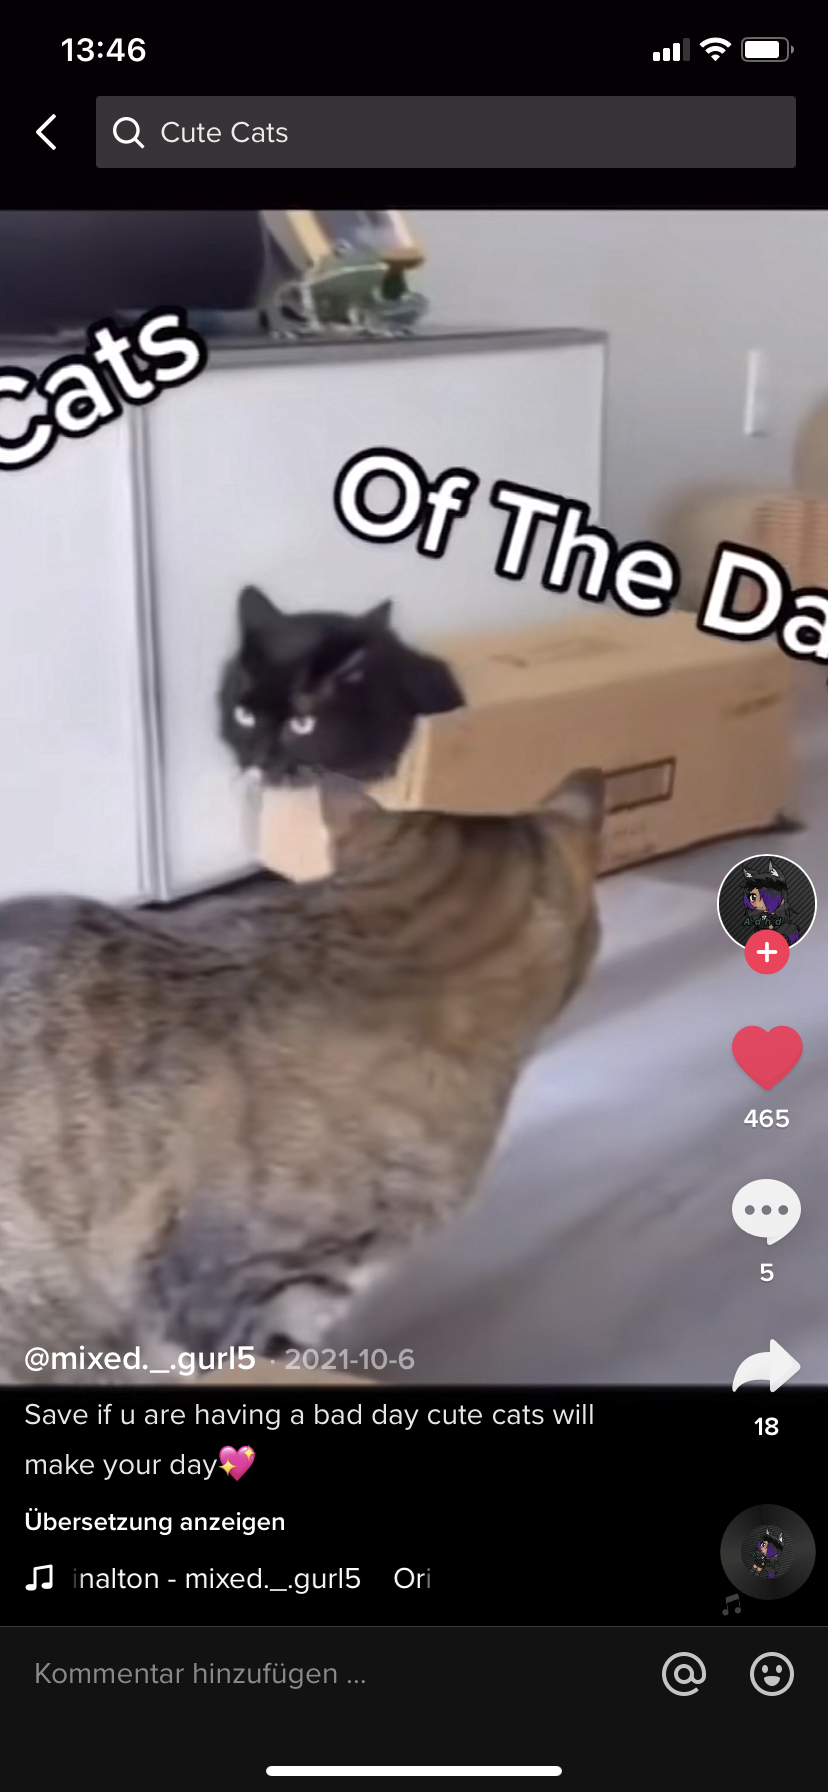 13:46
Cute Cats
Cats
Of The Da
465
5
@mixed._.gurl5 · 2021-10-6
18
Save if u are having a bad day cute cats will
make your day💖
Übersetzung anzeigen
inalton - mixed._.gurl5 Ori
Kommentar hinzufügen ...